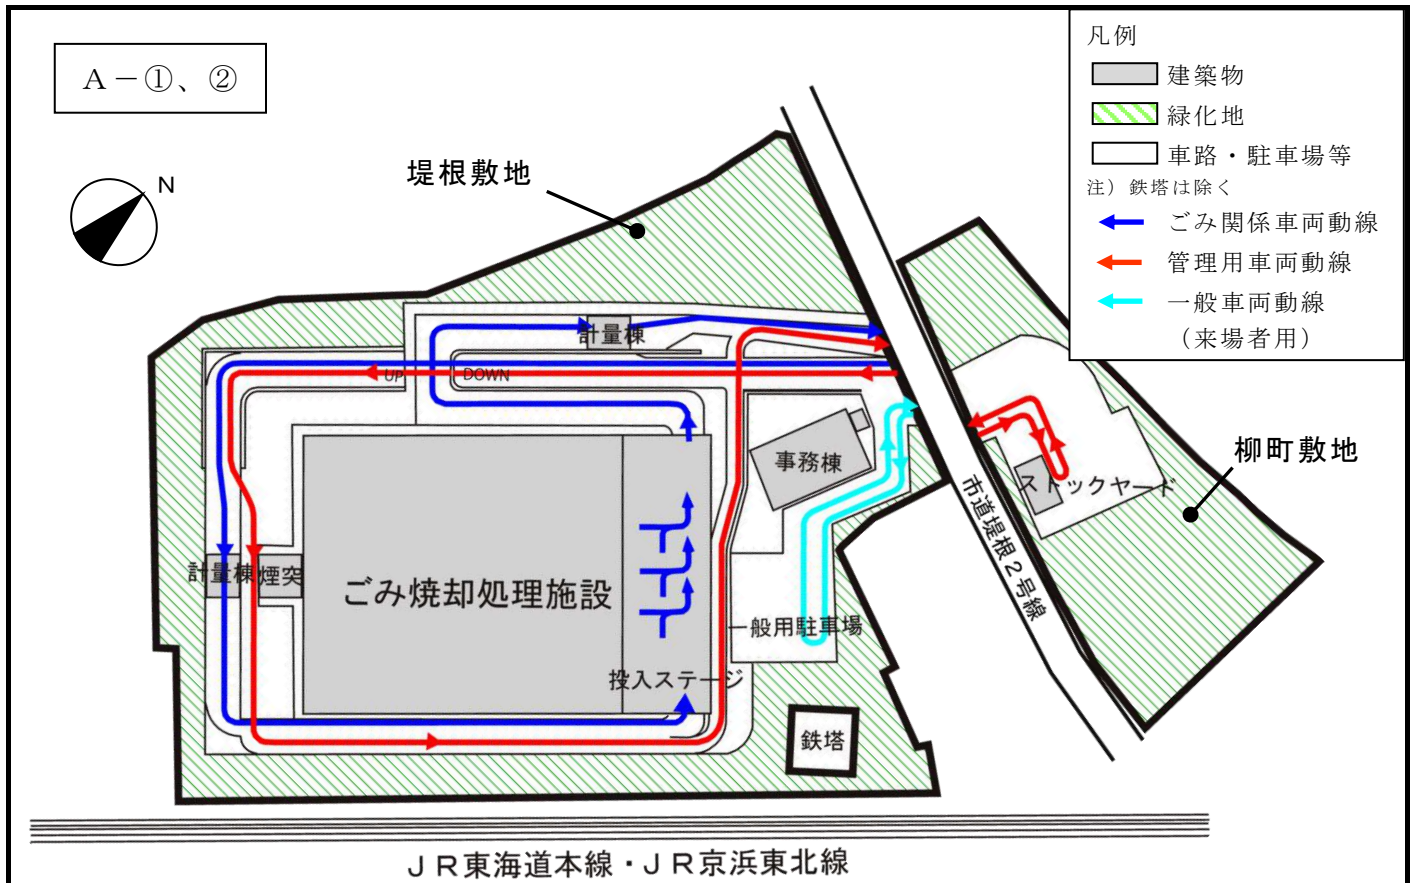 A－①、②
N
堤根敷地
凡例
建築物
緑化地
車路・駐車場等
注）鉄塔は除く
ごみ関係車両動線
管理用車両動線
一般車両動線
（来場者用）
計量棟
UP
DOWN
事務棟
柳町敷地
ストックヤード
市道堤根２号線
計量棟
煙突
ごみ焼却処理施設
一般用駐車場
投入ステージ
鉄塔
ＪＲ東海道本線・ＪＲ京浜東北線